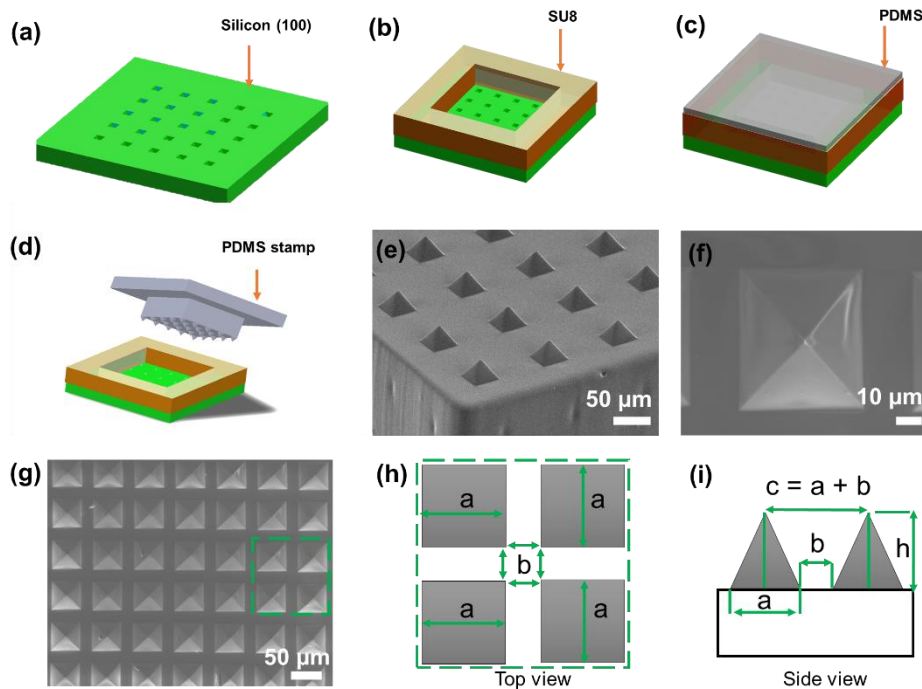 (a)
Silicon (100)
(b)
SU8
(c)
PDMS
(d)
PDMS stamp
(e)
50 µm
(f)
10 µm
(g)
50 µm
(h)
a
a
b
a
a
Top view
(i)
c = a + b
b
h
a
Side view